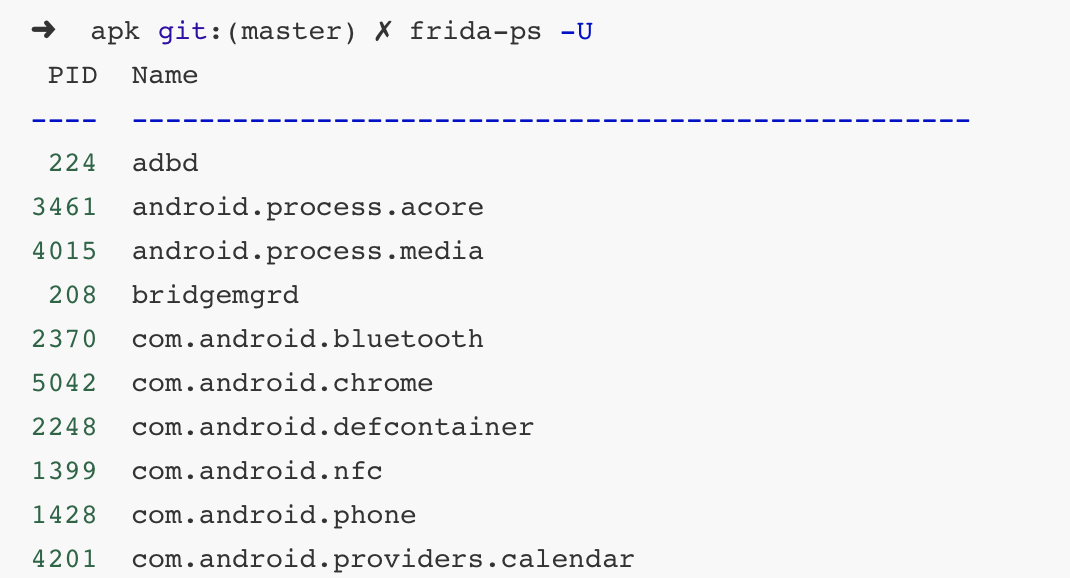 ➜  apk git:(master) ✗ frida-ps -U
 PID  Name
----  --------------------------------------------------
 224  adbd
3461  android.process.acore
4015  android.process.media
 208  bridgemgrd
2370  com.android.bluetooth
5042  com.android.chrome
2248  com.android.defcontainer
1399  com.android.nfc
1428  com.android.phone
4201  com.android.providers.calendar